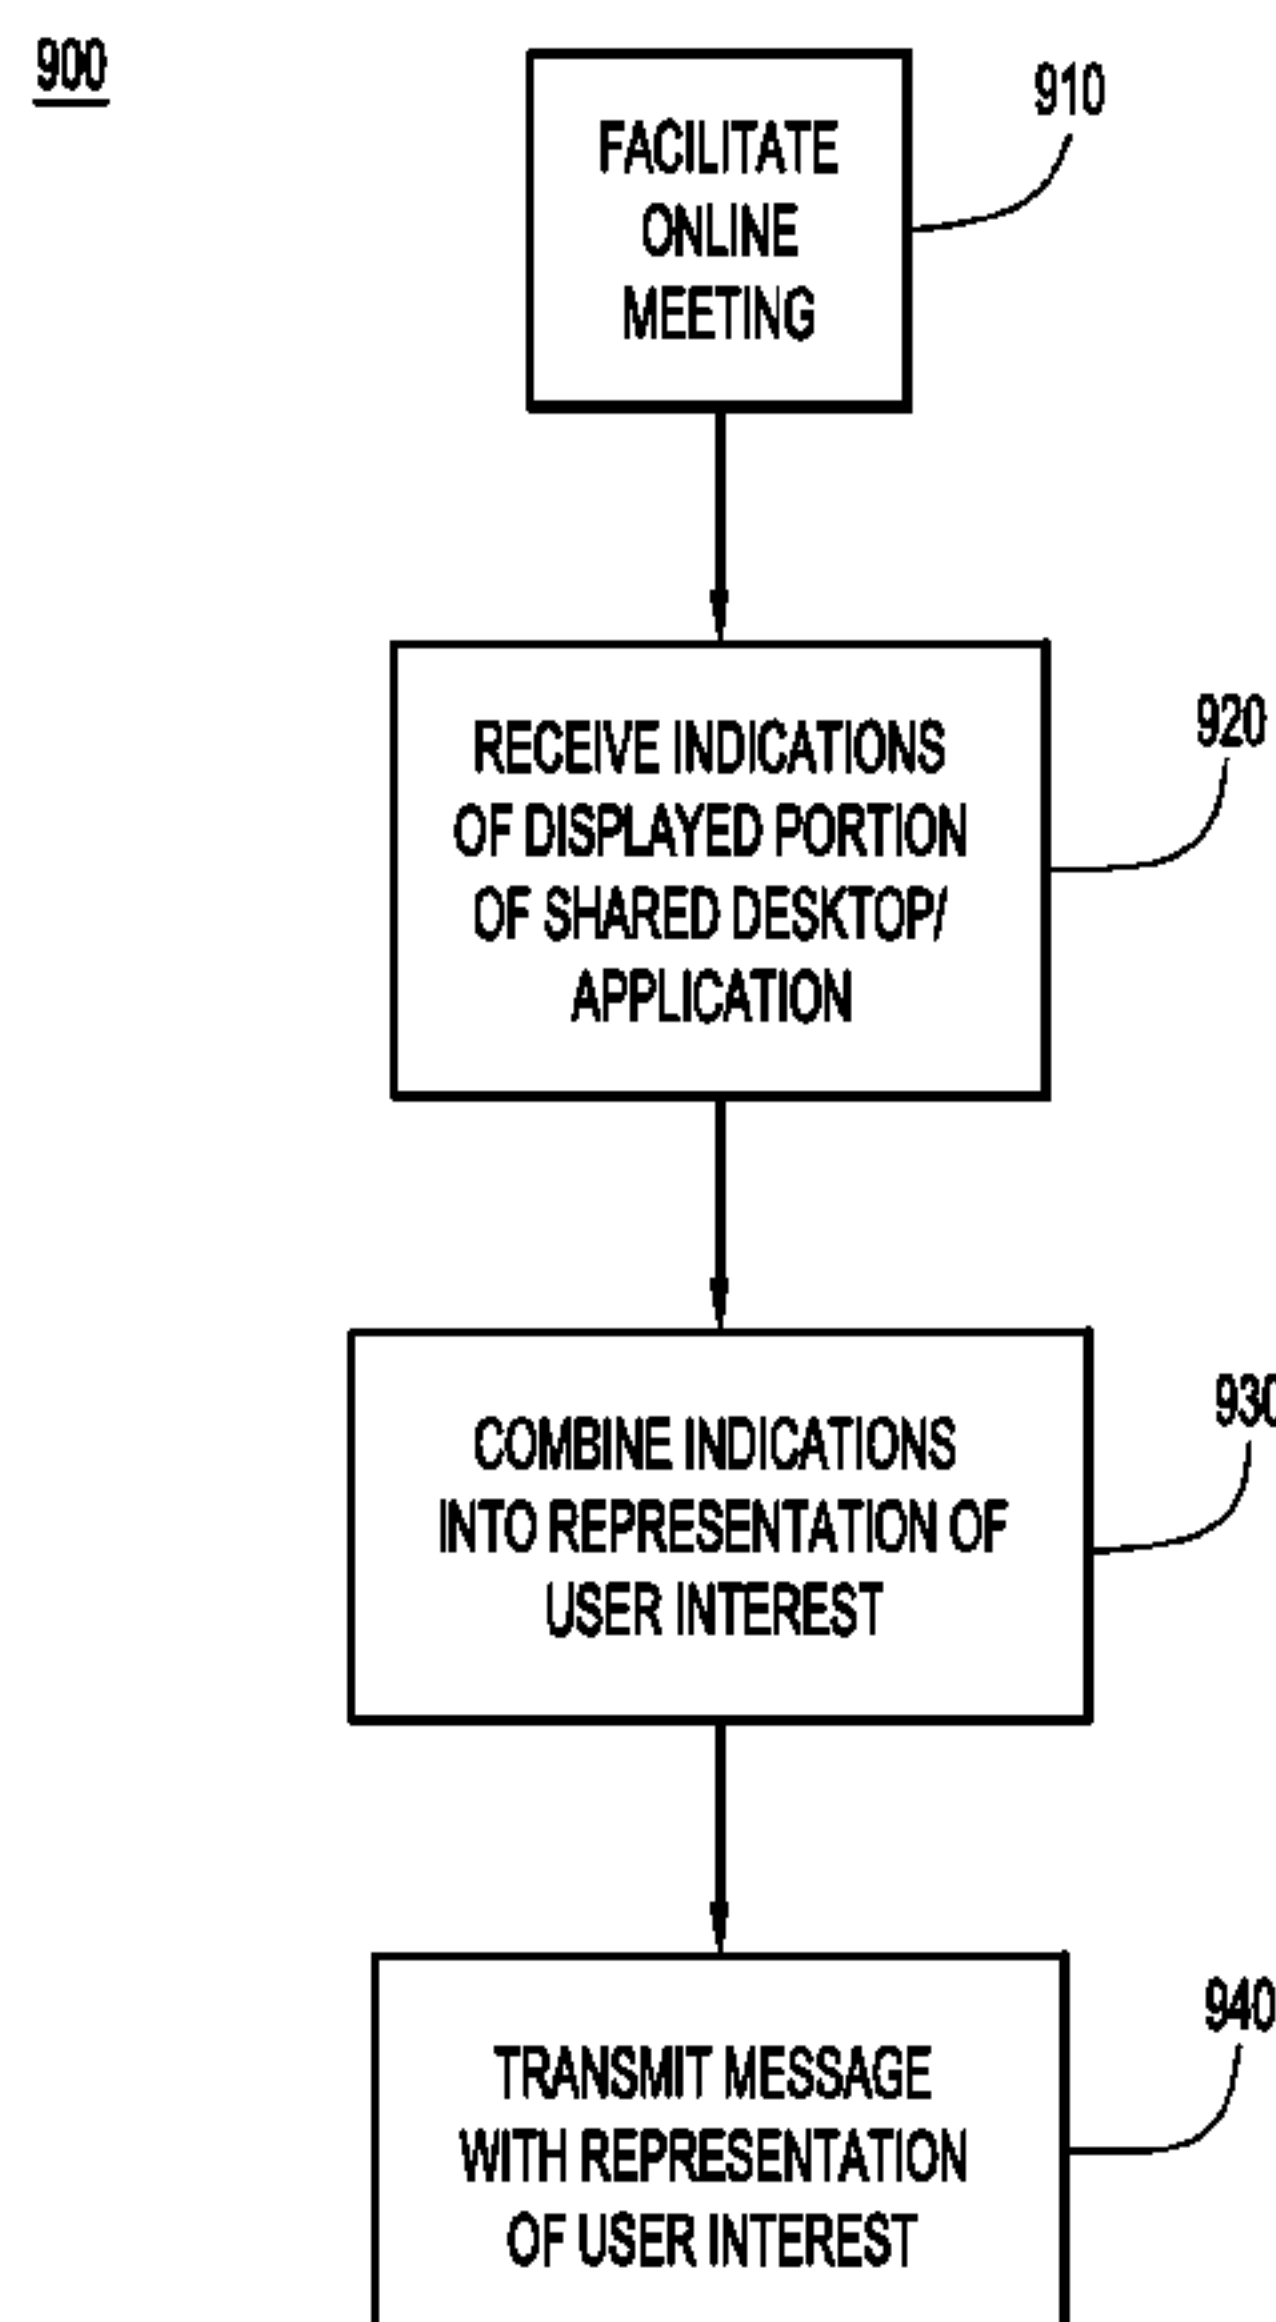 900
910
FACILITATE
ONLINE
MEETING
920
RECEIVE INDICATIONS
OF DISPLAYED PORTION
OF SHARED DESKTOP/
APPLICATION
930
COMBINE INDICATIONS
INTO REPRESENTATION OF
USER INTEREST
940
TRANSMIT MESSAGE
WITH REPRESENTATION
OF USER INTEREST